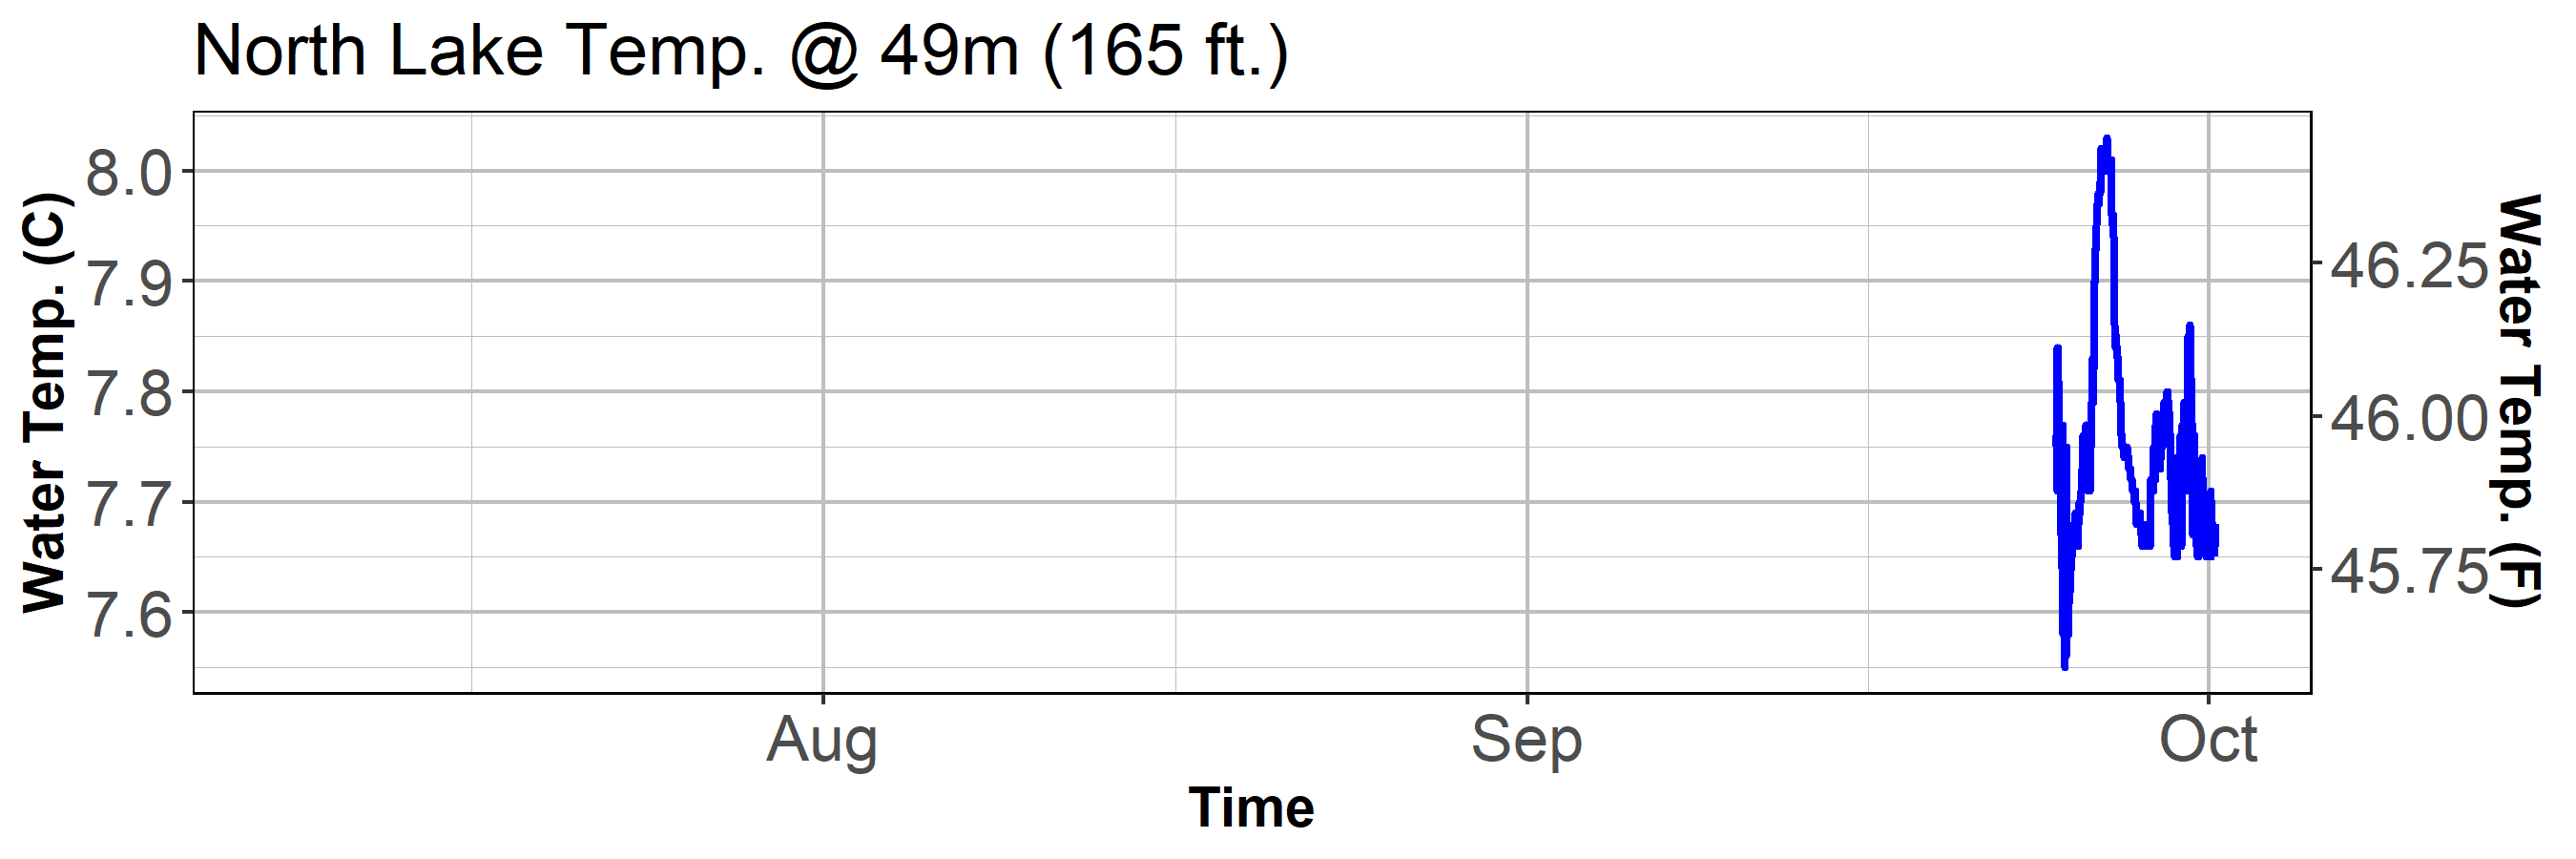 North Lake Temp. @ 49m (165 ft.)
Water Temp. (C)
8.0
7.9
7.8
7.7
7.6
46.25
46.00
45.75
Water Temp. (F)
Aug Sep Oct
Time